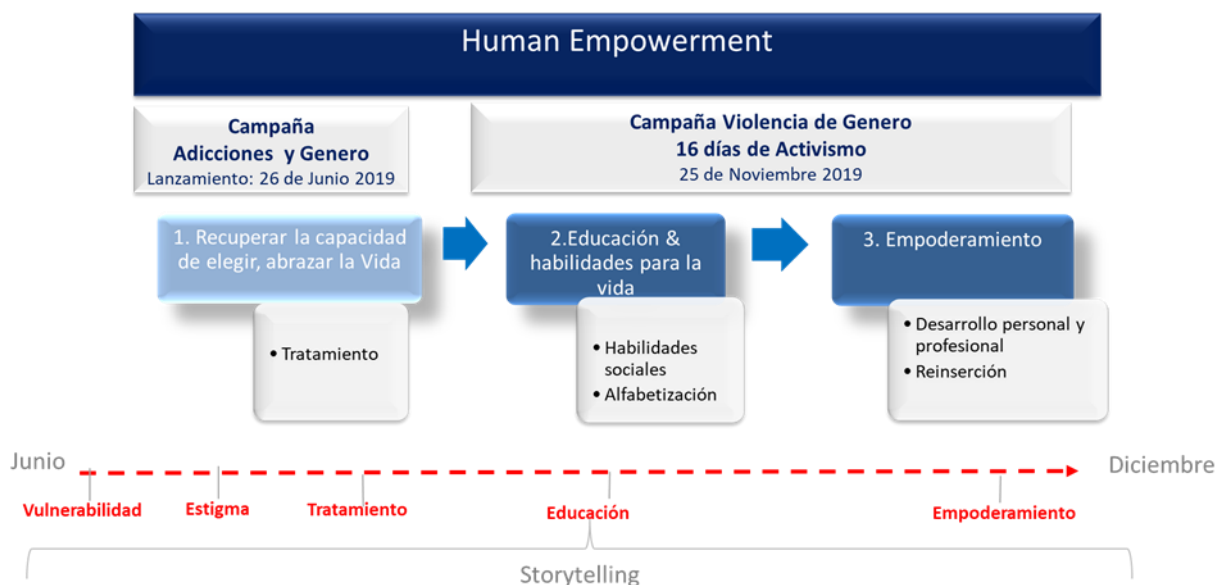 Human Empowerment
Campaña
Adicciones y Genero
Lanzamiento: 26 de Junio 2019
Campaña Violencia de Genero
16 días de Activismo
25 de Noviembre 2019
1. Recuperar la capacidad
de elegir, abrazar la Vida
• Tratamiento
2.Educación &
habilidades para la
vida
• Habilidades
sociales
• Alfabetización
3. Empoderamiento
• Desarrollo personal y
profesional
• Reinserción
Junio
Diciembre
Vulnerabilidad
Estigma
Tratamiento
Educación
Empoderamiento
Storytelling